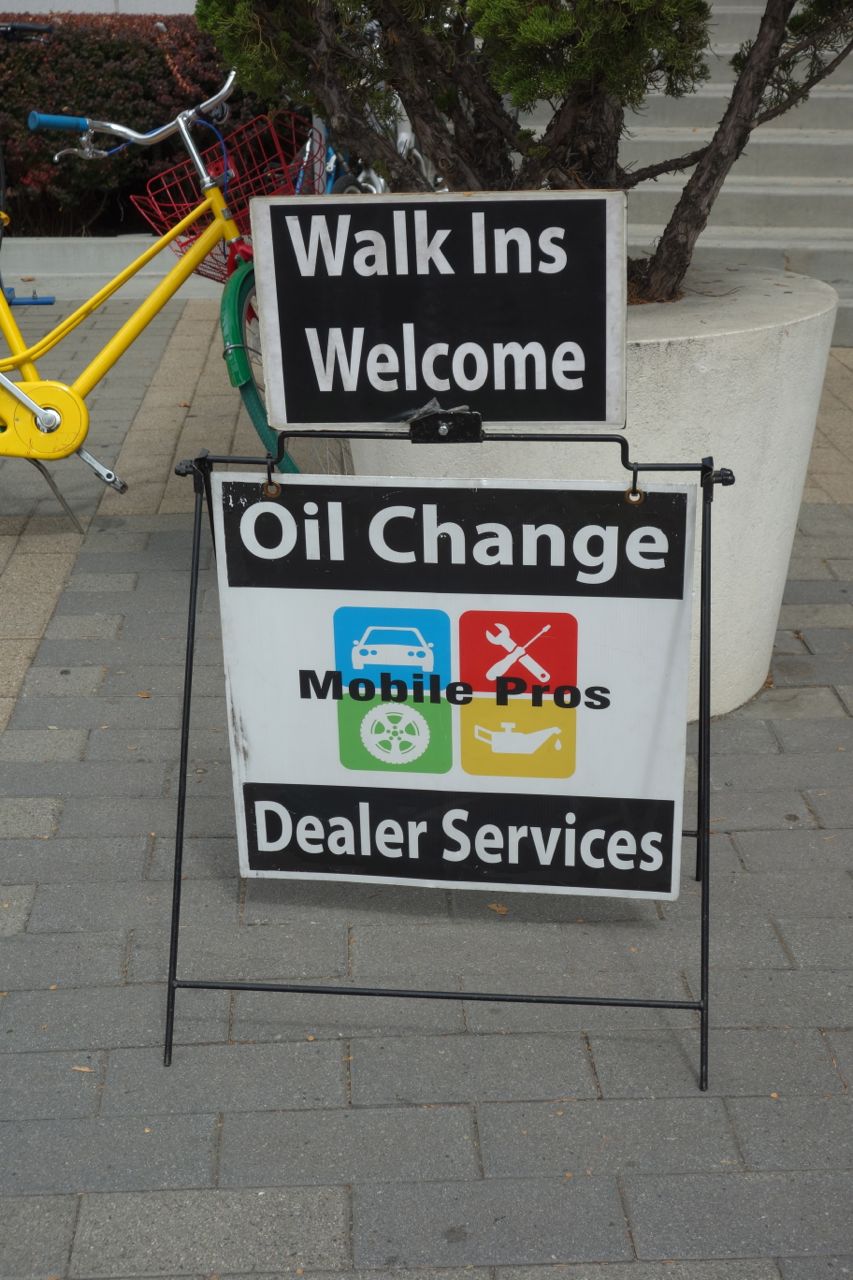 Walk Ins
Welcome
Oil Change
Mobile Pros
Dealer Services